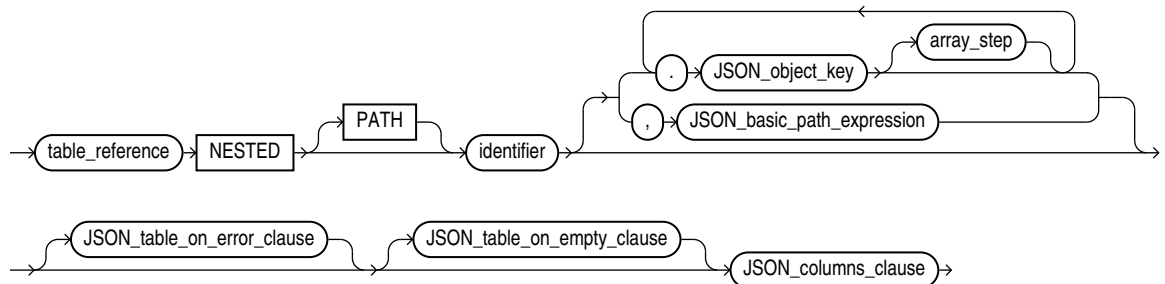 array_step
. JSON_object_key
PATH , JSON_basic_path_expression
table_reference NESTED identifier
JSON_table_on_error_clause JSON_table_on_empty_clause
JSON_columns_clause